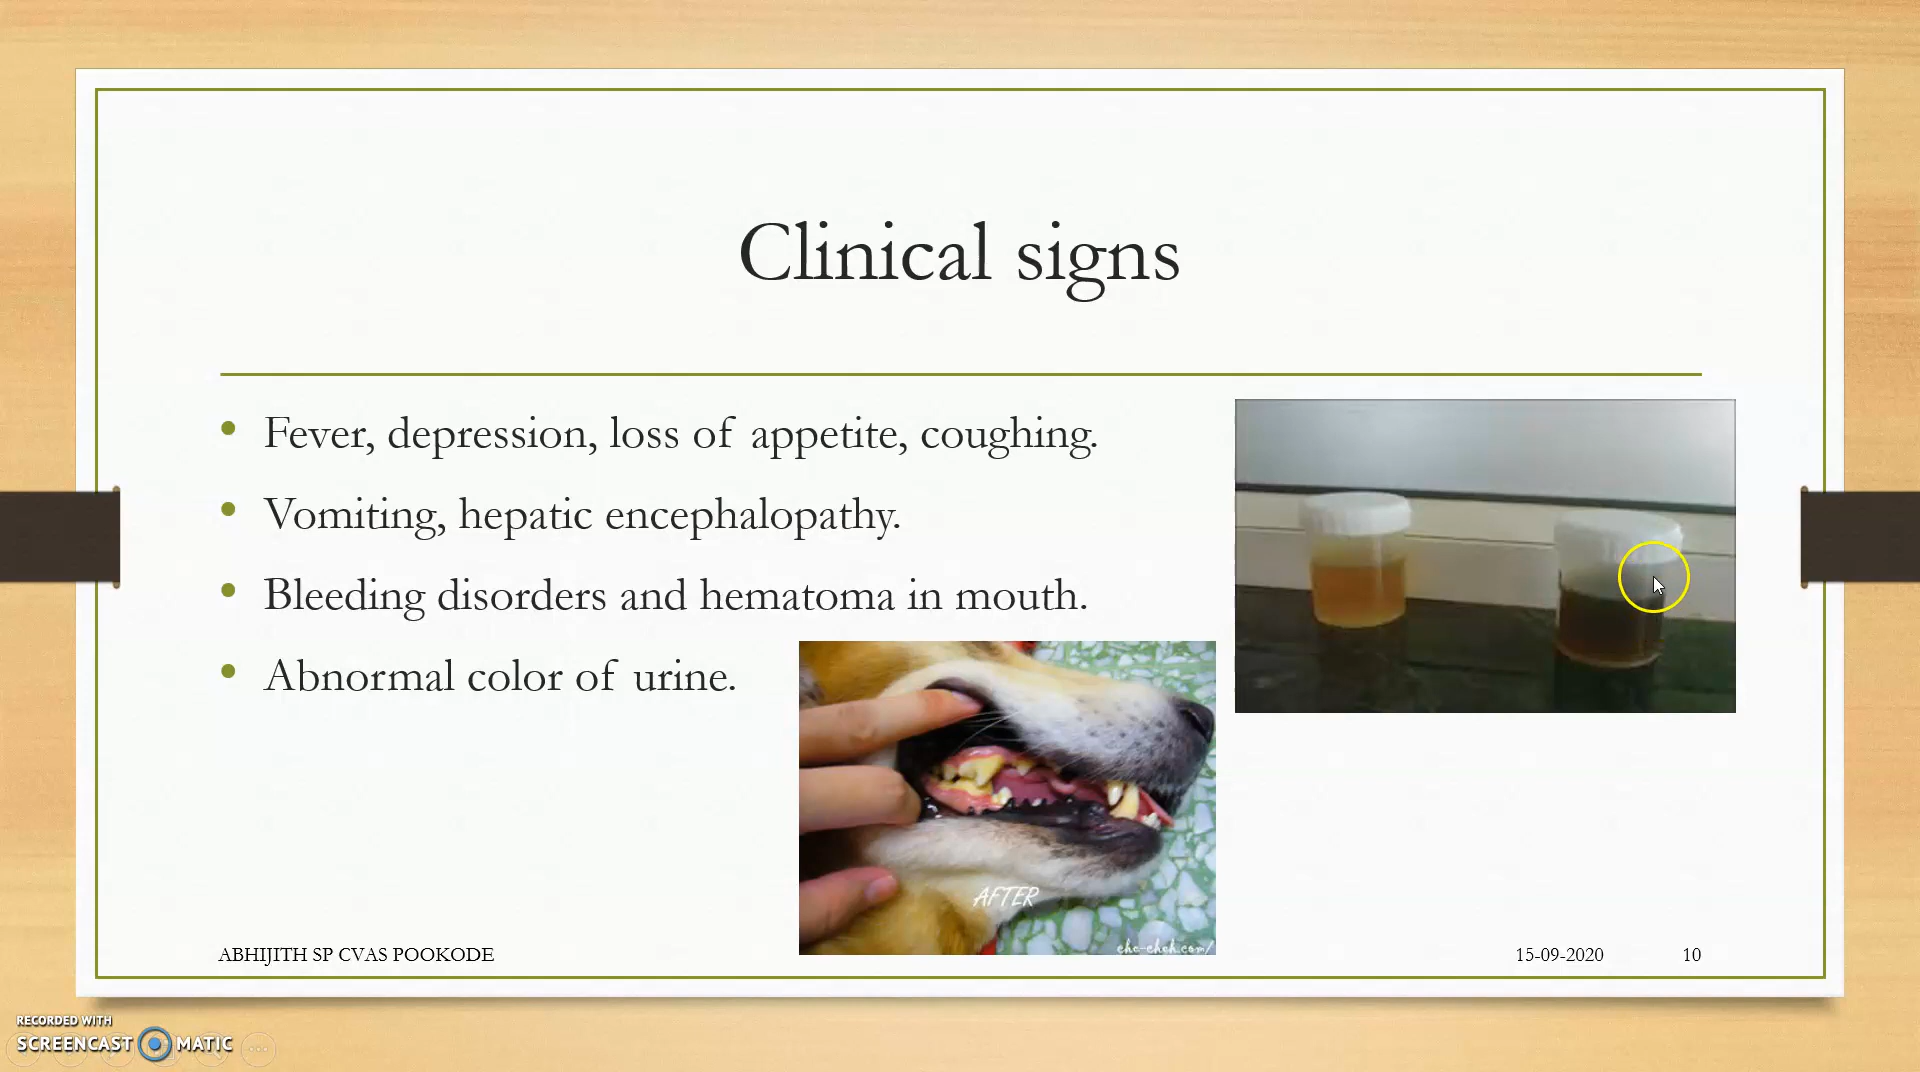 Clinical signs
• Fever, depression, loss of appetite, coughing.
• Vomiting, hepatic encephalopathy.
• Bleeding disorders and hematoma in mouth.
• Abnormal color of urine.
AFTER
ABHIJITH SP CVAS POOKODE
15-09-2020
10
RECORDED WITH
SCREENCAST MATIC